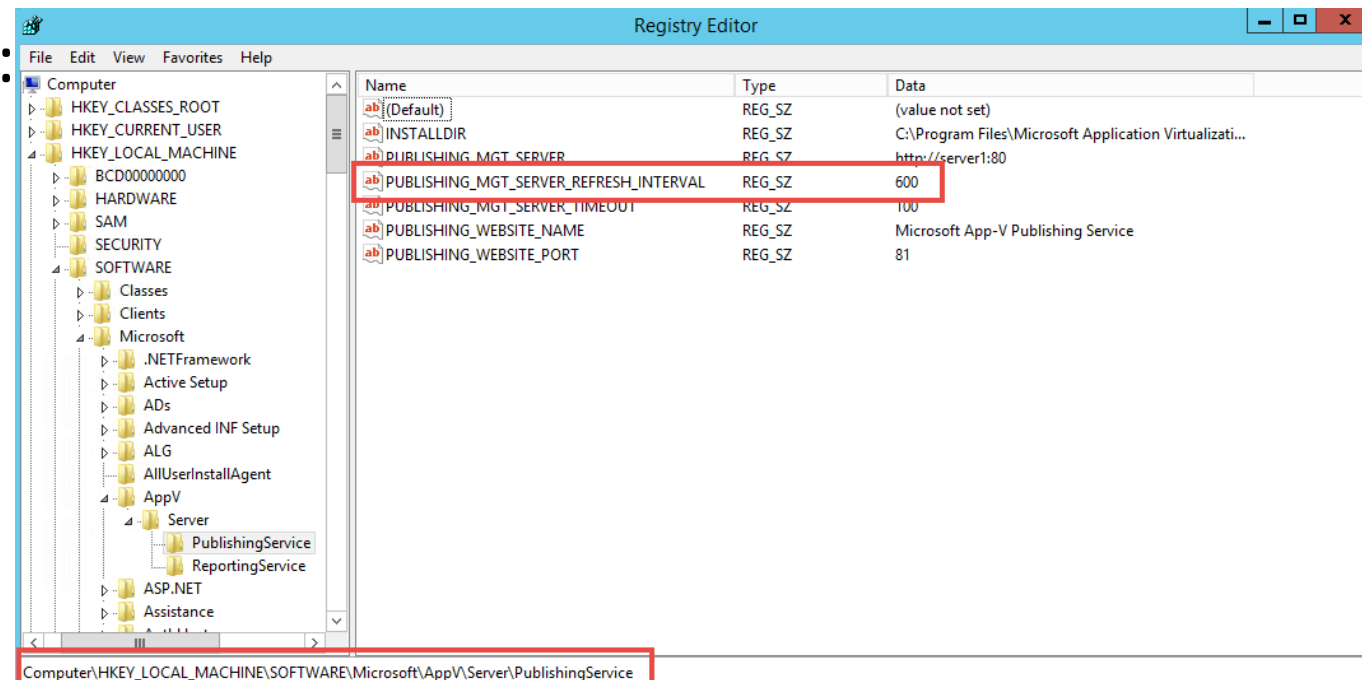 Registry Editor
File Edit View Favorites Help
Computer
HKEY_CLASSES_ROOT
HKEY_CURRENT_USER
HKEY_LOCAL_MACHINE
BCD00000000
HARDWARE
SAM
SECURITY
SOFTWARE
Classes
Clients
Microsoft
.NETFramework
Active Setup
ADs
Advanced INF Setup
ALG
AllUserInstallAgent
AppV
Server
PublishingService
ReportingService
ASP.NET
Assistance
Name Type Data
(Default) REG_SZ (value not set)
INSTALLDIR REG_SZ C:\Program Files\Microsoft Application Virtualizati...
PUBLISHING_MGT_SERVER REG_SZ http://server1:80
PUBLISHING_MGT_SERVER_REFRESH_INTERVAL REG_SZ 600
PUBLISHING_MGT_SERVER_TIMEOUT REG_SZ 100
PUBLISHING_WEBSITE_NAME REG_SZ Microsoft App-V Publishing Service
PUBLISHING_WEBSITE_PORT REG_SZ 81
Computer\HKEY_LOCAL_MACHINE\SOFTWARE\Microsoft\AppV\Server\PublishingService